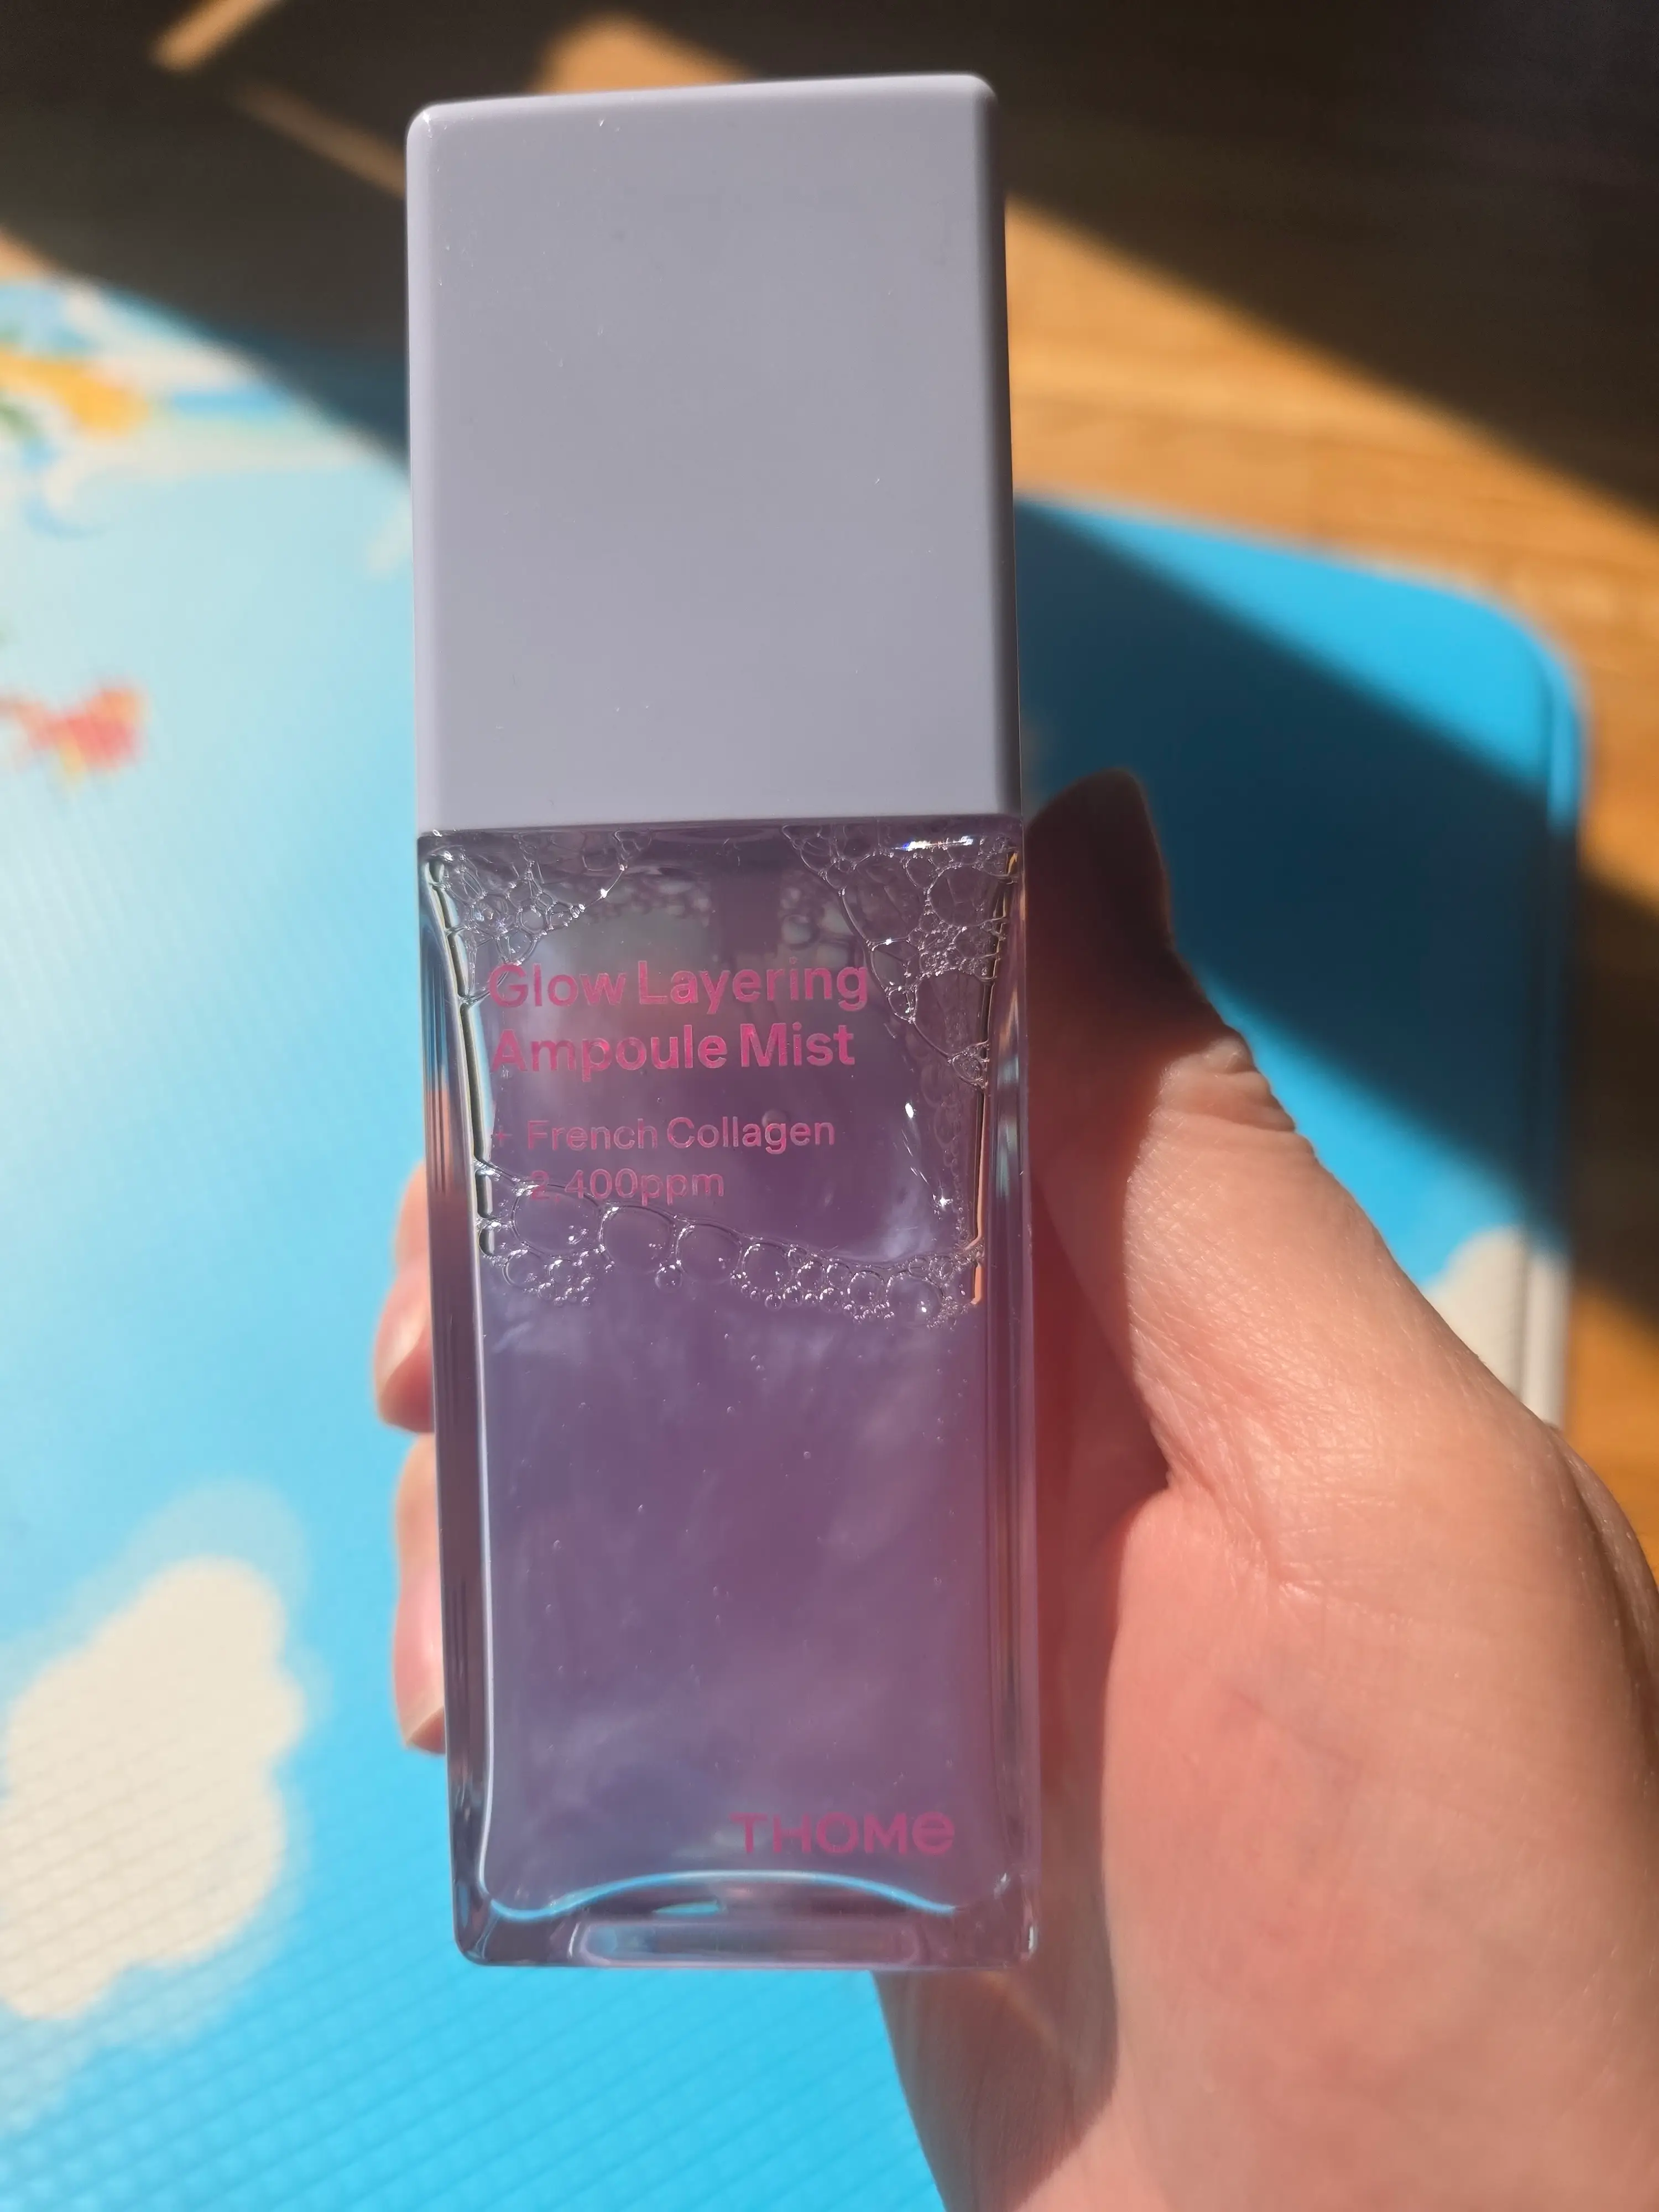 Glow Layering
Ampoule Mist
+ French Collagen
2,400ppm
THOMe